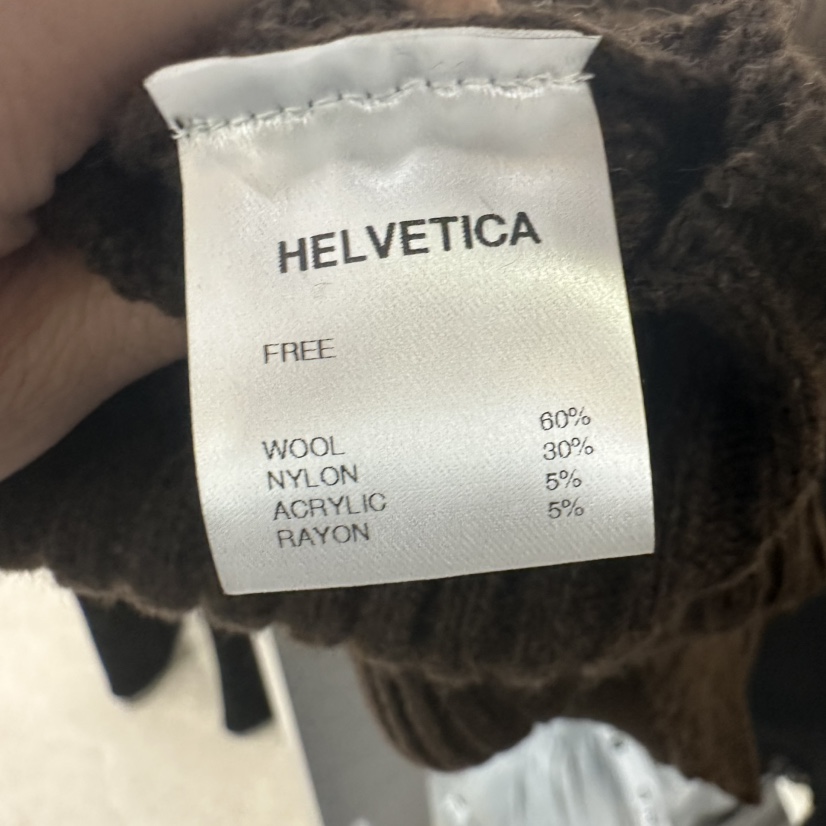 HELVETICA
FREE
WOOL 60%
NYLON 30%
ACRYLIC 5%
RAYON 5%